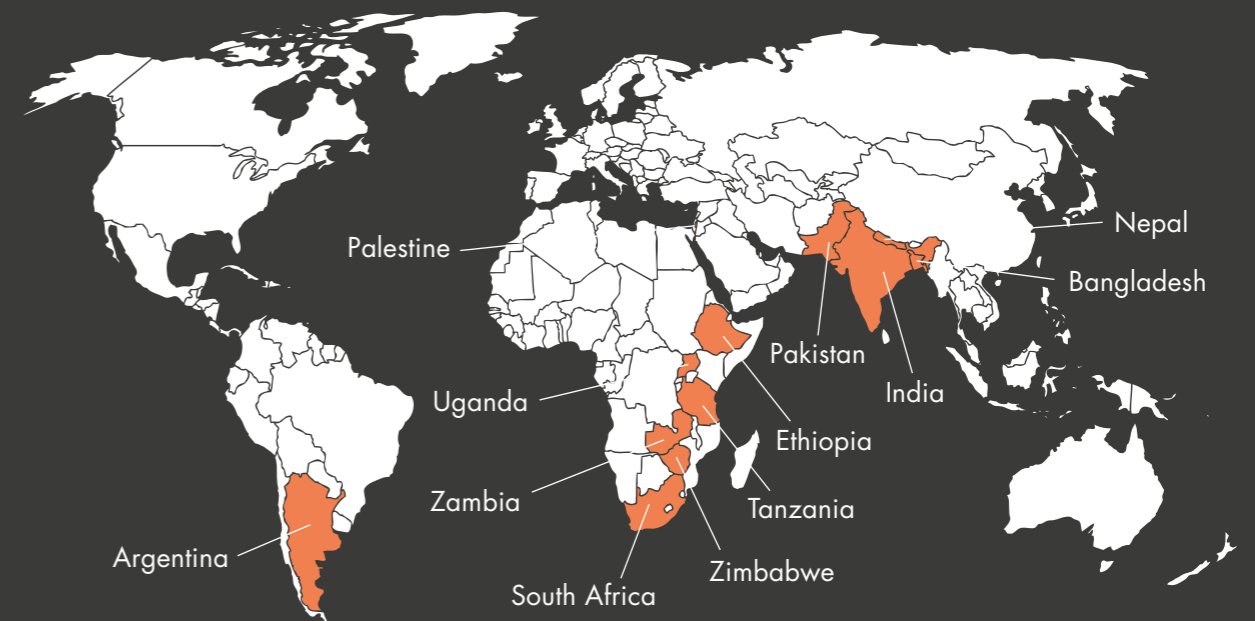 Nepal
Palestine
Bangladesh
Pakistan
India
Uganda
Ethiopia
Zambia
Tanzania
Argentina
Zimbabwe
South Africa